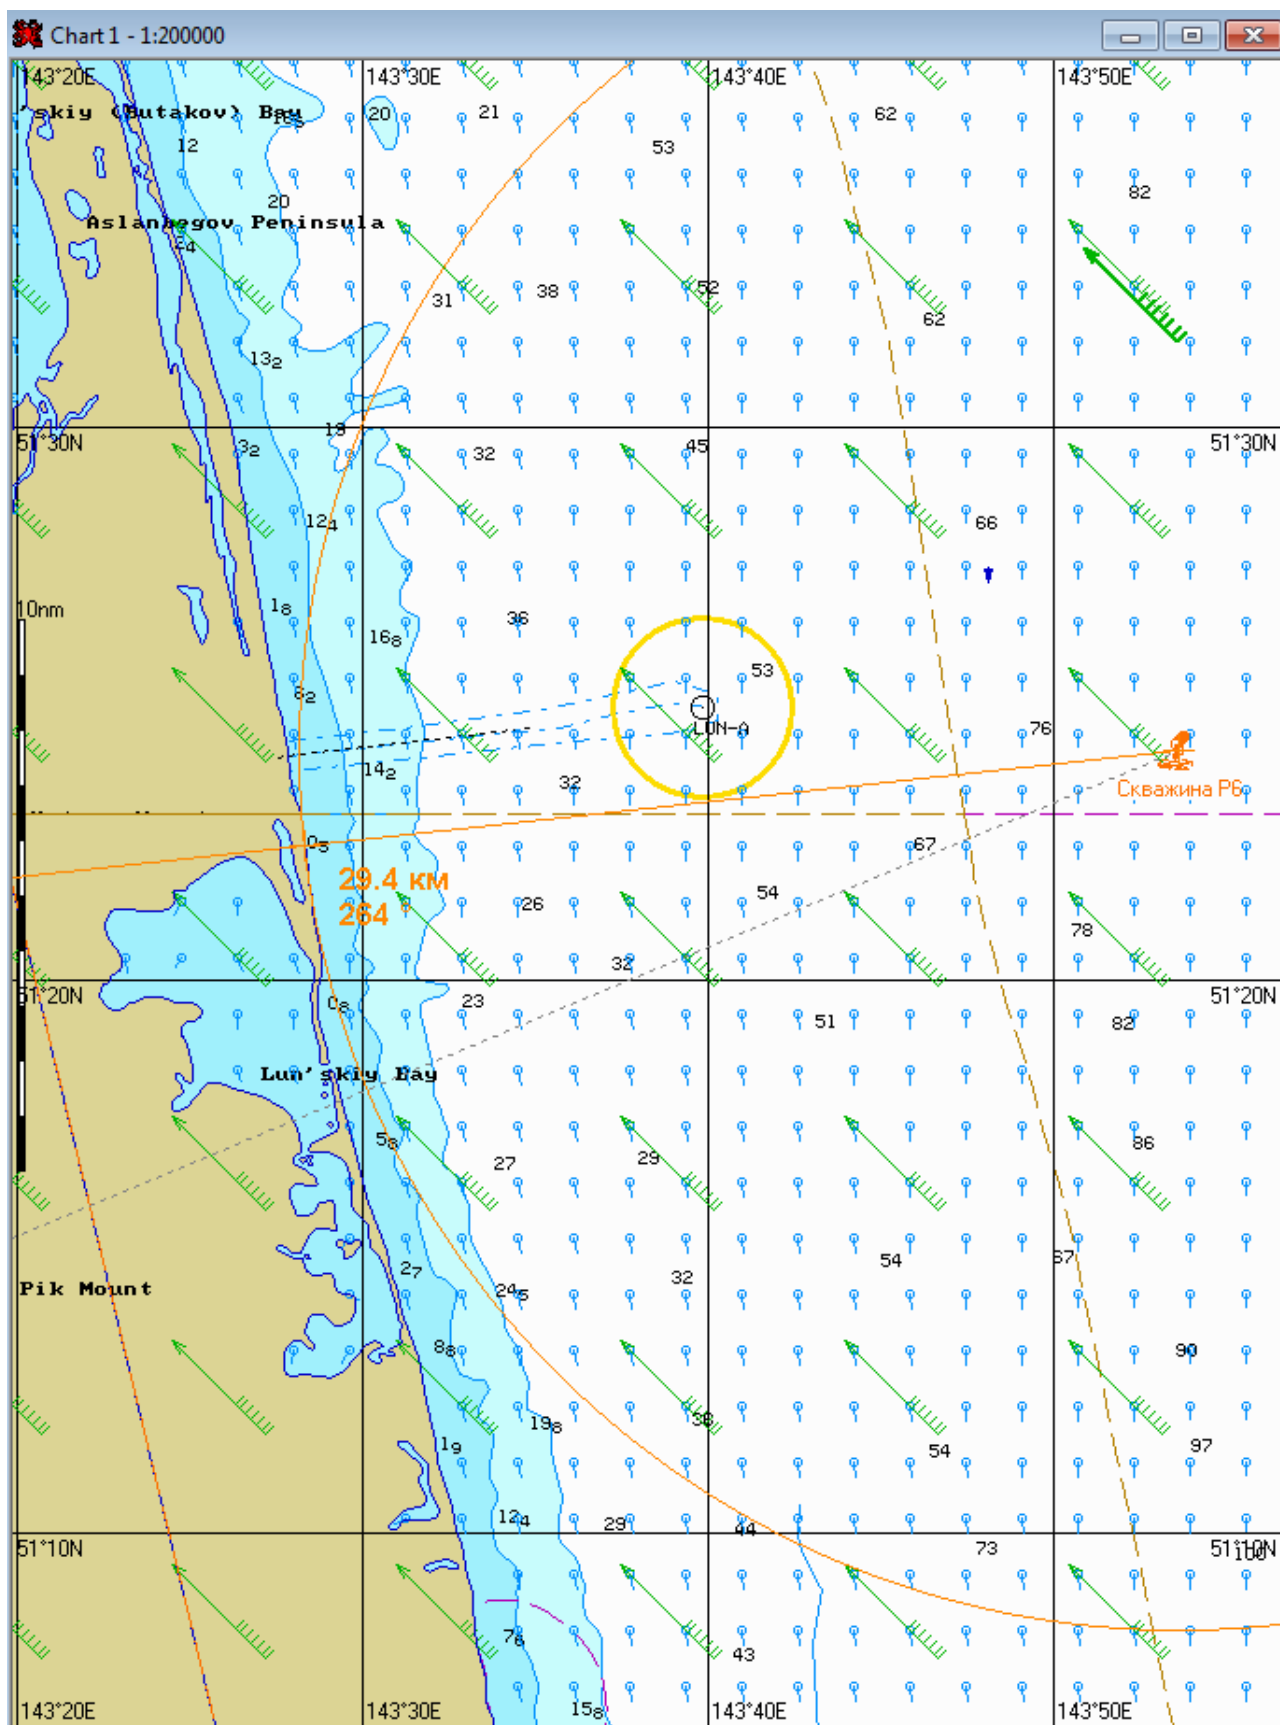 Chart 1 - 1:200000
143°20E 143°30E 143°40E 143°50E
'skiy (Butakov) Bay
20 21 62
12 53
82
20
Aslanbegov Peninsula
24
52
38
31
62
13₂
19
51°30N 51°30N
3₂ 32 45
12₄ 66
10nm
1₈ 36
16₈
53
6₂
LUN-A 76
14₂ 32
Скважина P6
0₅ 67
29.4 км
264 °
26 54
78
32
51°20N 51°20N
0₈ 23
51 82
Lun'skiy Bay
5₈ 86
27 29
54 67
2₇ 32
Pik Mount 24₅
8₈ 90
19₈ 38
1₉ 54 97
12₄ 29 44
51°10N 73 51°10N
100
7₆
43
15₈
143°20E 143°30E 143°40E 143°50E